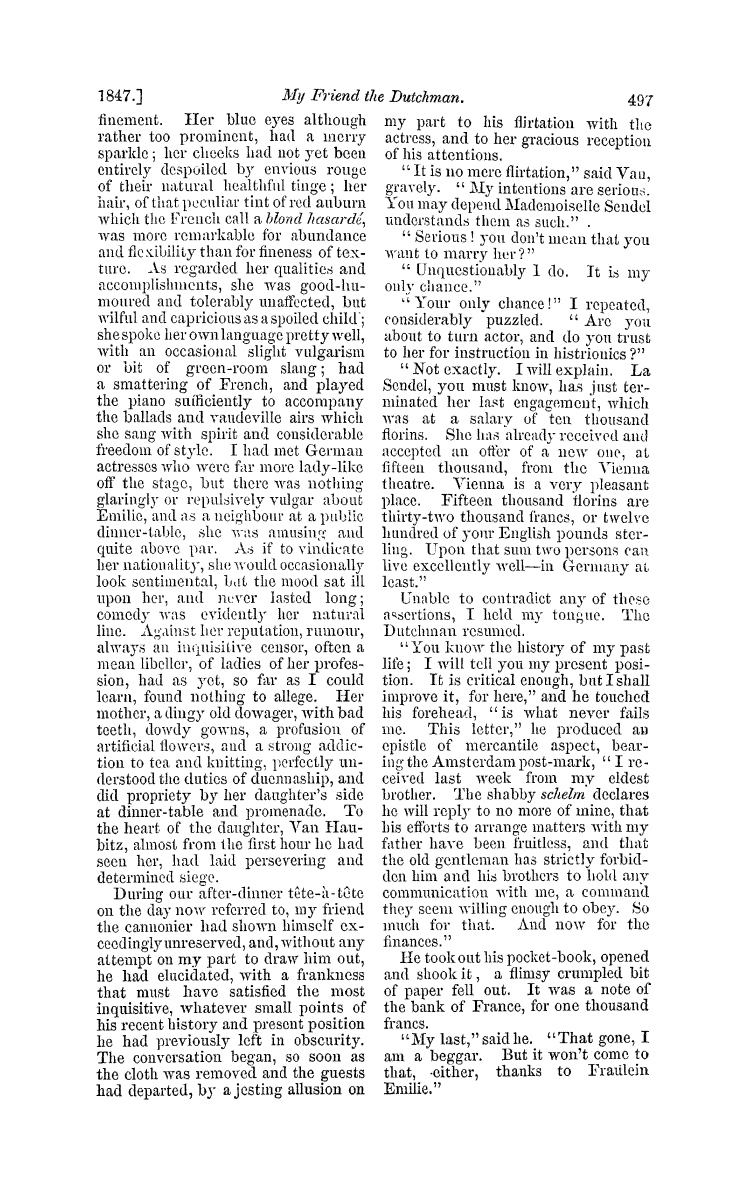 1847.] My Friend the Dutchman. 497
finement. Her blue eyes although
rather too prominent, had a merry
sparkle; her cheeks had not yet been
entirely despoiled by envious rouge
of their natural healthful tinge; her
hair, of that peculiar tint of red auburn
which the French call a blond hasardé,
was more remarkable for abundance
and flexibility than for fineness of tex-
ture. As regarded her qualities and
accomplishments, she was good-hu-
moured and tolerably unaffected, but
wilful and capricious as a spoiled child;
she spoke her own language pretty well,
with an occasional slight vulgarism
or bit of green-room slang; had
a smattering of French, and played
the piano sufficiently to accompany
the ballads and vaudeville airs which
she sang with spirit and considerable
freedom of style. I had met German
actresses who were far more lady-like
off the stage, but there was nothing
glaringly or repulsively vulgar about
Emilie, and as a neighbour at a public
dinner-table, she was amusing and
quite above par. As if to vindicate
her nationality, she would occasionally
look sentimental, but the mood sat ill
upon her, and never lasted long;
comedy was evidently her natural
line. Against her reputation, rumour,
always an inquisitive censor, often a
mean libeller, of ladies of her profes-
sion, had as yet, so far as I could
learn, found nothing to allege. Her
mother, a dingy old dowager, with bad
teeth, dowdy gowns, a profusion of
artificial flowers, and a strong addic-
tion to tea and knitting, perfectly un-
derstood the duties of duennaship, and
did propriety by her daughter's side
at dinner-table and promenade. To
the heart of the daughter, Van Hau-
bitz, almost from the first hour he had
seen her, had laid persevering and
determined siege.
During our after-dinner tête-à-tête
on the day now referred to, my friend
the cannonier had shown himself ex-
ceedingly unreserved, and, without any
attempt on my part to draw him out,
he had elucidated, with a frankness
that must have satisfied the most
inquisitive, whatever small points of
his recent history and present position
he had previously left in obscurity.
The conversation began, so soon as
the cloth was removed and the guests
had departed, by a jesting allusion on
my part to his flirtation with the
actress, and to her gracious reception
of his attentions.
"It is no mere flirtation," said Van,
gravely. "My intentions are serious.
You may depend Mademoiselle Sendel
understands them as such." .
"Serious! you don't mean that you
want to marry her?"
"Unquestionably I do. It is my
only chance."
"Your only chance!" I repeated,
considerably puzzled. "Are you
about to turn actor, and do you trust
to her for instruction in histrionics?"
"Not exactly. I will explain. La
Sendel, you must know, has just ter-
minated her last engagement, which
was at a salary of ten thousand
florins. She has already received and
accepted an offer of a new one, at
fifteen thousand, from the Vienna
theatre. Vienna is a very pleasant
place. Fifteen thousand florins are
thirty-two thousand francs, or twelve
hundred of your English pounds ster-
ling. Upon that sum two persons can
live excellently well—in Germany at
least."
Unable to contradict any of these
assertions, I held my tongue. The
Dutchman resumed.
"You know the history of my past
life; I will tell you my present posi-
tion. It is critical enough, but I shall
improve it, for here," and he touched
his forehead, "is what never fails
me. This letter," he produced an
epistle of mercantile aspect, bear-
ing the Amsterdam post-mark, "I re-
ceived last week from my eldest
brother. The shabby schelm declares
he will reply to no more of mine, that
his efforts to arrange matters with my
father have been fruitless, and that
the old gentleman has strictly forbid-
den him and his brothers to hold any
communication with me, a command
they seem willing enough to obey. So
much for that. And now for the
finances."
He took out his pocket-book, opened
and shook it, a flimsy crumpled bit
of paper fell out. It was a note of
the bank of France, for one thousand
francs.
"My last," said he. "That gone, I
am a beggar. But it won't come to
that, either, thanks to Fraülein
Emilie."